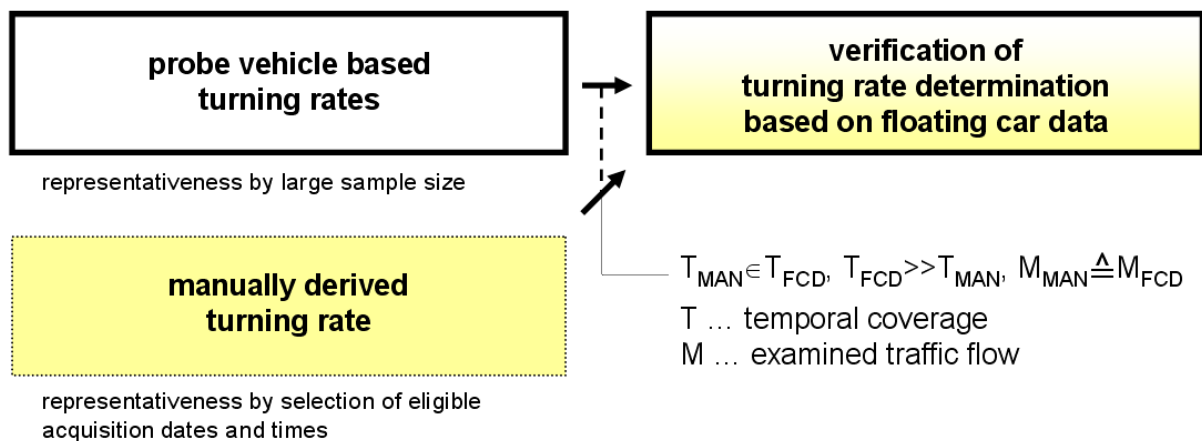 probe vehicle based
turning rates
representativeness by large sample size
manually derived
turning rate
representativeness by selection of eligible
acquisition dates and times
verification of
turning rate determination
based on floating car data
T_MAN∈T_FCD, T_FCD>>T_MAN, M_MAN≙M_FCD
T ... temporal coverage
M ... examined traffic flow